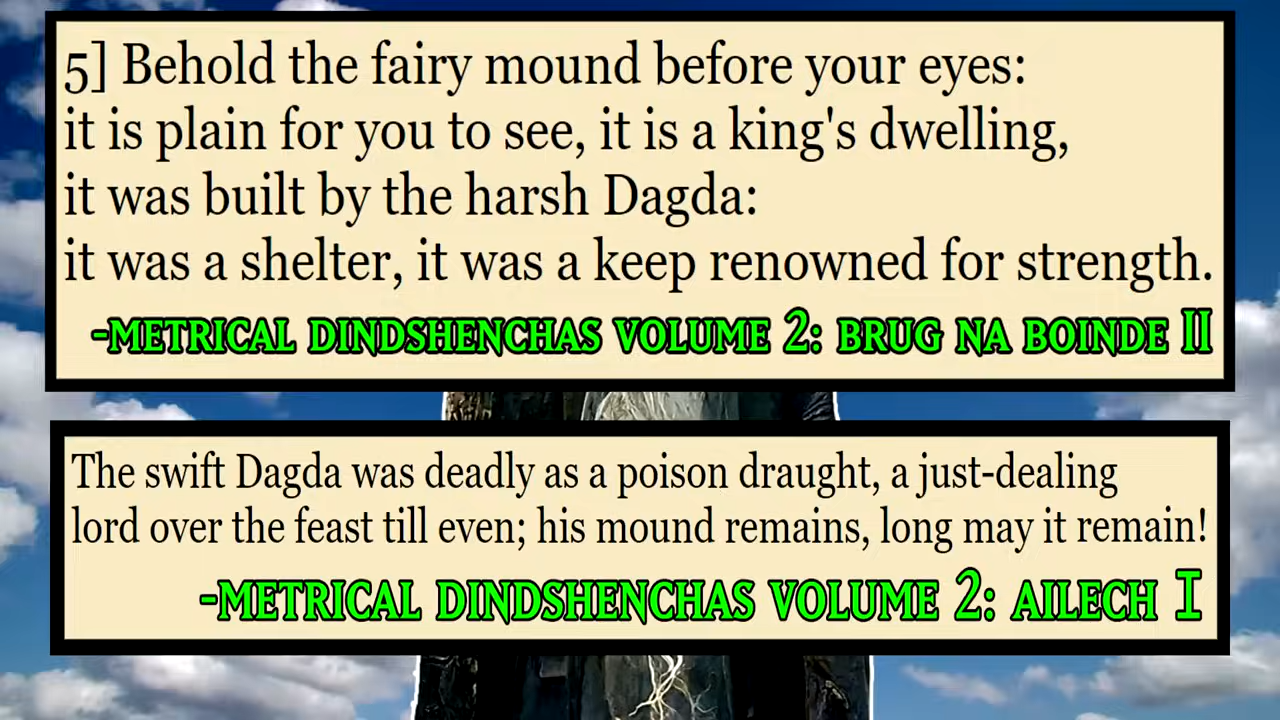 5] Behold the fairy mound before your eyes:
it is plain for you to see, it is a king's dwelling,
it was built by the harsh Dagda:
it was a shelter, it was a keep renowned for strength.
-METRICAL DINDSHENCHAS VOLUME 2: BRUG NA BOINDE II
The swift Dagda was deadly as a poison draught, a just-dealing
lord over the feast till even; his mound remains, long may it remain!
-METRICAL DINDSHENCHAS VOLUME 2: AILECH I